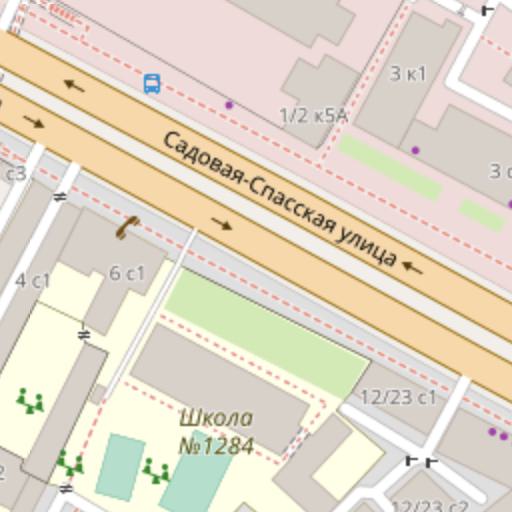 3 к1
1/2 к5А
3 с
Садовая-Спасская улица
с3
4 с1
6 с1
Школа
№1284
12/23 с1
2
12/23 с2